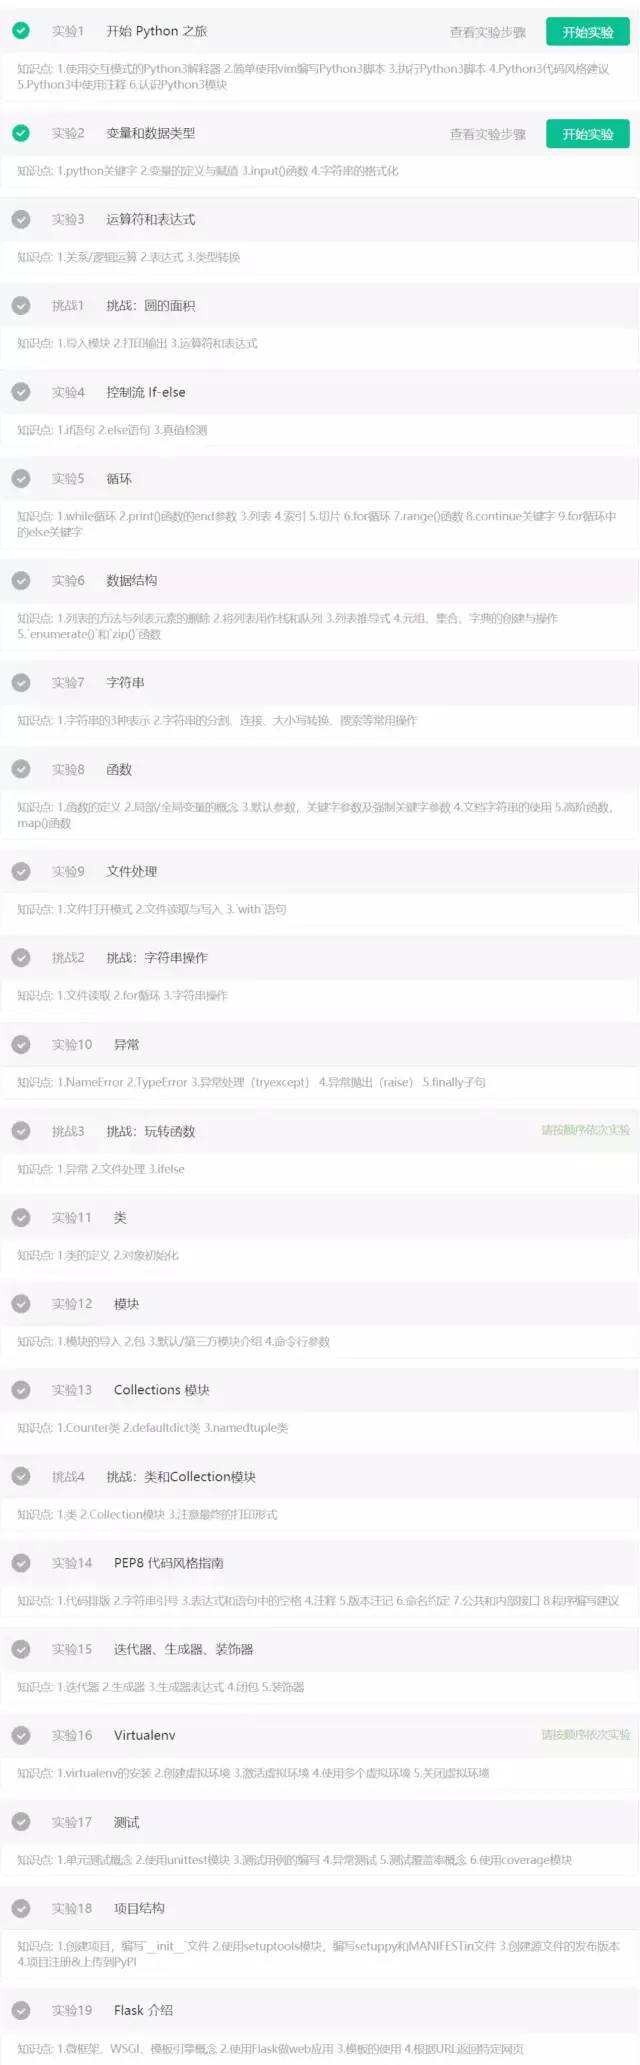 实验1 开始 Python 之旅 查看实验步骤 开始实验
知识点: 1.使用交互模式的Python3解释器 2.简单使用vim编写Python3脚本 3.执行Python3脚本 4.Python3代码风格建议
5.Python3中使用注释 6.认识Python3模块
实验2 变量和数据类型 查看实验步骤 开始实验
知识点: 1.python关键字 2.变量的定义与赋值 3.input()函数 4.字符串的格式化
实验3 运算符和表达式
知识点: 1.关系/逻辑运算 2.表达式 3.类型转换
挑战1 挑战：圆的面积
知识点: 1.导入模块 2.打印输出 3.运算符和表达式
实验4 控制流 If-else
知识点: 1.if语句 2.else语句 3.真值检测
实验5 循环
知识点: 1.while循环 2.print()函数的end参数 3.列表 4.索引 5.切片 6.for循环 7.range()函数 8.continue关键字 9.for循环中
的else关键字
实验6 数据结构
知识点: 1.列表的方法与列表元素的删除 2.将列表用作栈和队列 3.列表推导式 4.元组、集合、字典的创建与操作
5.`enumerate()`和`zip()`函数
实验7 字符串
知识点: 1.字符串的3种表示 2.字符串的分割、连接、大小写转换、搜索等常用操作
实验8 函数
知识点: 1.函数的定义 2.局部/全局变量的概念 3.默认参数，关键字参数及强制关键字参数 4.文档字符串的使用 5.高阶函数，
map()函数
实验9 文件处理
知识点: 1.文件打开模式 2.文件读取与写入 3.`with`语句
挑战2 挑战：字符串操作
知识点: 1.文件读取 2.for循环 3.字符串操作
实验10 异常
知识点: 1.NameError 2.TypeError 3.异常处理（tryexcept） 4.异常抛出（raise） 5.finally子句
挑战3 挑战：玩转函数 请按顺序依次实验
知识点: 1.异常 2.文件处理 3.ifelse
实验11 类
知识点: 1.类的定义 2.对象初始化
实验12 模块
知识点: 1.模块的导入 2.包 3.默认/第三方模块介绍 4.命令行参数
实验13 Collections 模块
知识点: 1.Counter类 2.defaultdict类 3.namedtuple类
挑战4 挑战：类和Collection模块
知识点: 1.类 2.Collection模块 3.注意最终的打印形式
实验14 PEP8 代码风格指南
知识点: 1.代码排版 2.字符串引号 3.表达式和语句中的空格 4.注释 5.版本注记 6.命名约定 7.公共和内部接口 8.程序编写建议
实验15 迭代器、生成器、装饰器
知识点: 1.迭代器 2.生成器 3.生成器表达式 4.闭包 5.装饰器
实验16 Virtualenv 请按顺序依次实验
知识点: 1.virtualenv的安装 2.创建虚拟环境 3.激活虚拟环境 4.使用多个虚拟环境 5.关闭虚拟环境
实验17 测试
知识点: 1.单元测试概念 2.使用unittest模块 3.测试用例的编写 4.异常测试 5.测试覆盖率概念 6.使用coverage模块
实验18 项目结构
知识点: 1.创建项目，编写`__init__`文件 2.使用setuptools模块，编写setuppy和MANIFESTin文件 3.创建源文件的发布版本
4.项目注册&上传到PyPI
实验19 Flask 介绍
知识点: 1.微框架、WSGI、模板引擎概念 2.使用Flask做web应用 3.模板的使用 4.根据URL返回特定网页